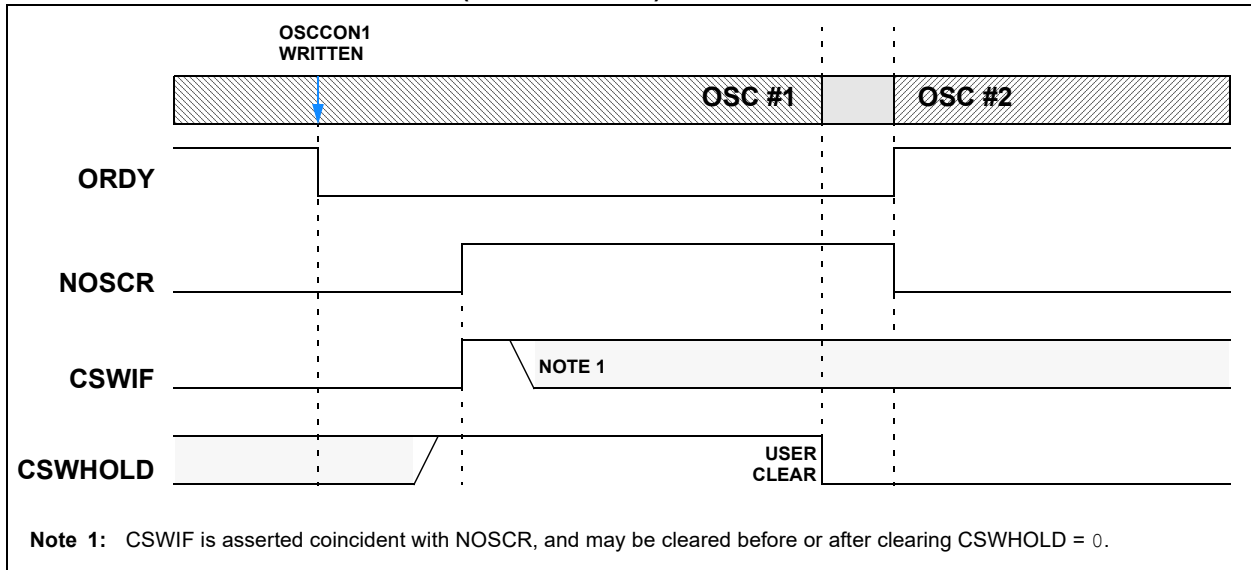 OSCCON1
WRITTEN
OSC #1
OSC #2
ORDY
NOSCR
CSWIF
NOTE 1
CSWHOLD
USER
CLEAR
Note 1: CSWIF is asserted coincident with NOSCR, and may be cleared before or after clearing CSWHOLD = 0.